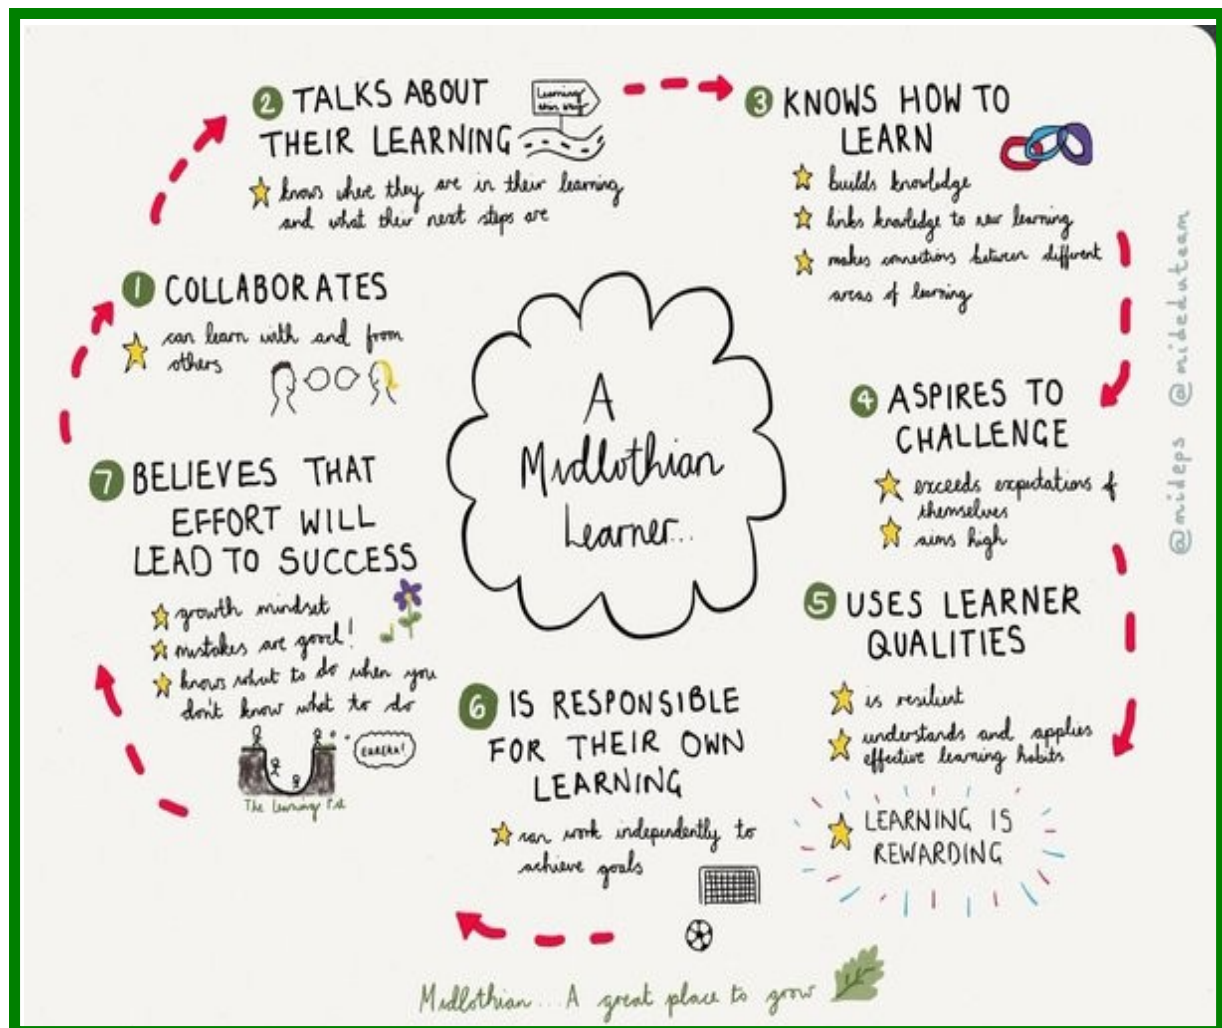 A
Midlothian
Learner...
1 COLLABORATES
can learn with and from
others
2 TALKS ABOUT
THEIR LEARNING
Learning
this way
knows where they are in their learning
and what their next steps are
3 KNOWS HOW TO
LEARN
builds knowledge
links knowledge to new learning
makes connections between different
areas of learning
4 ASPIRES TO
CHALLENGE
exceeds expectations of
themselves
aims high
5 USES LEARNER
QUALITIES
is resilient
understands and applies
effective learning habits
LEARNING IS
REWARDING
6 IS RESPONSIBLE
FOR THEIR OWN
LEARNING
can work independently to
achieve goals
7 BELIEVES THAT
EFFORT WILL
LEAD TO SUCCESS
growth mindset
mistakes are good!
knows what to do when you
don't know what to do
EUREKA!
The Learning Pit
Midlothian... A great place to grow
@mideps @mideduteam